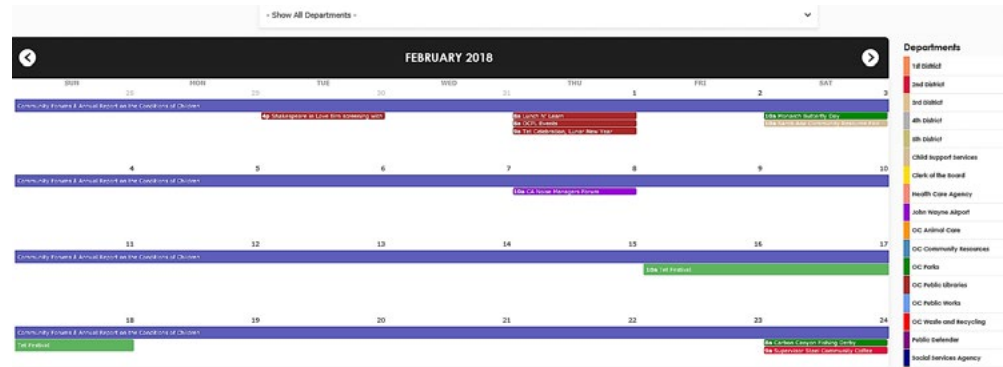 - Show All Departments -
FEBRUARY 2018
Departments
SUN MON TUE WED THU FRI SAT
28 29 30 31 1 2 3
Community Forums & Annual Report on the Conditions of Children
4p Shakespeare in Love film screening with
8a Lunch N' Learn
10a Monarch Butterfly Day
8a OCPL Events
9a Tet Celebration, Lunar New Year
4 5 6 7 8 9 10
Community Forums & Annual Report on the Conditions of Children
10a CA Noise Managers Forum
11 12 13 14 15 16 17
Community Forums & Annual Report on the Conditions of Children
10a Tet Festival
18 19 20 21 22 23 24
Community Forums & Annual Report on the Conditions of Children
Tet Festival
8a Carbon Canyon Fishing Derby
9a Supervisor Steel Community Coffee
1st District
2nd District
3rd District
4th District
5th District
Child Support Services
Clerk of the Board
Health Care Agency
John Wayne Airport
OC Animal Care
OC Community Resources
OC Parks
OC Public Libraries
OC Public Works
OC Waste and Recycling
Public Defender
Social Services Agency